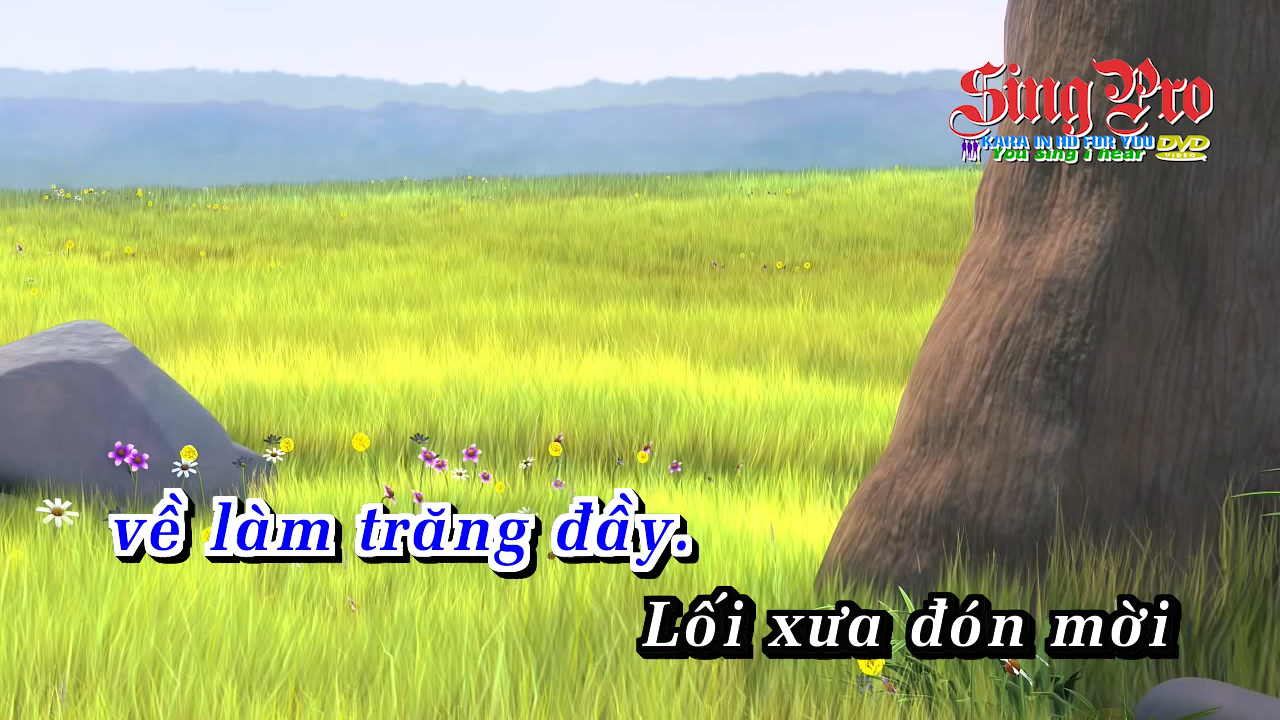 Sing Pro
KARA IN HD FOR YOU
You sing i hear
DVD
VIDEO
về làm trăng đầy.
Lối xưa đón mời